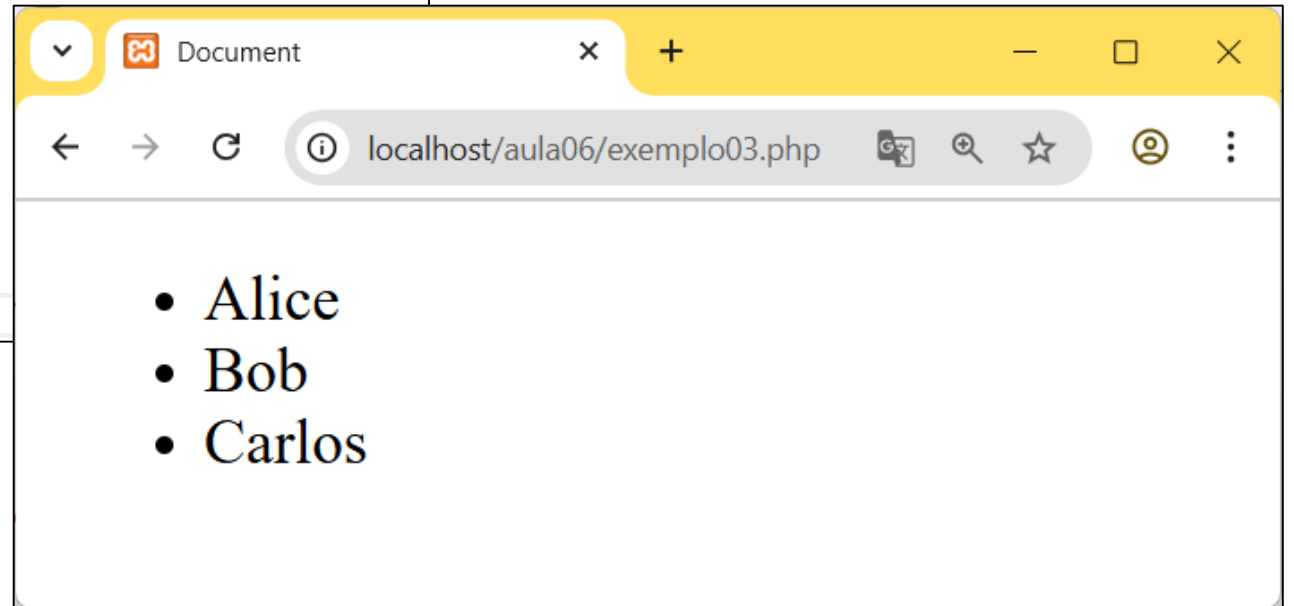 Document
localhost/aula06/exemplo03.php
• Alice
• Bob
• Carlos